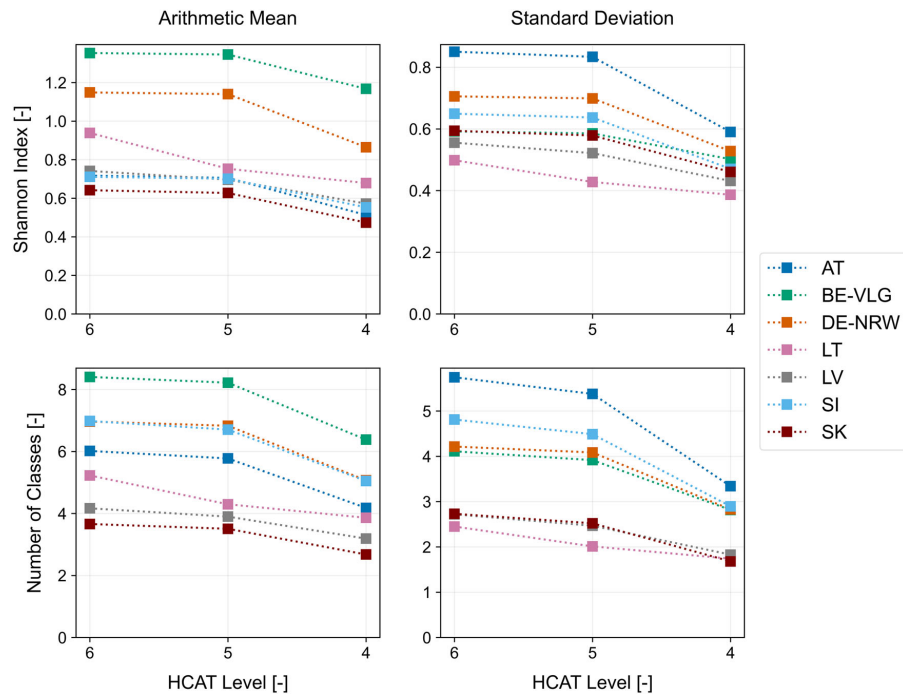 Arithmetic Mean
Standard Deviation
Shannon Index [-]
1.2
1.0
0.8
0.6
0.4
0.2
0.0
6
5
4
0.8
0.6
0.4
0.2
0.0
6
5
4
AT
BE-VLG
DE-NRW
LT
LV
SI
SK
Number of Classes [-]
8
6
4
2
0
6
5
4
HCAT Level [-]
5
4
3
2
1
0
6
5
4
HCAT Level [-]